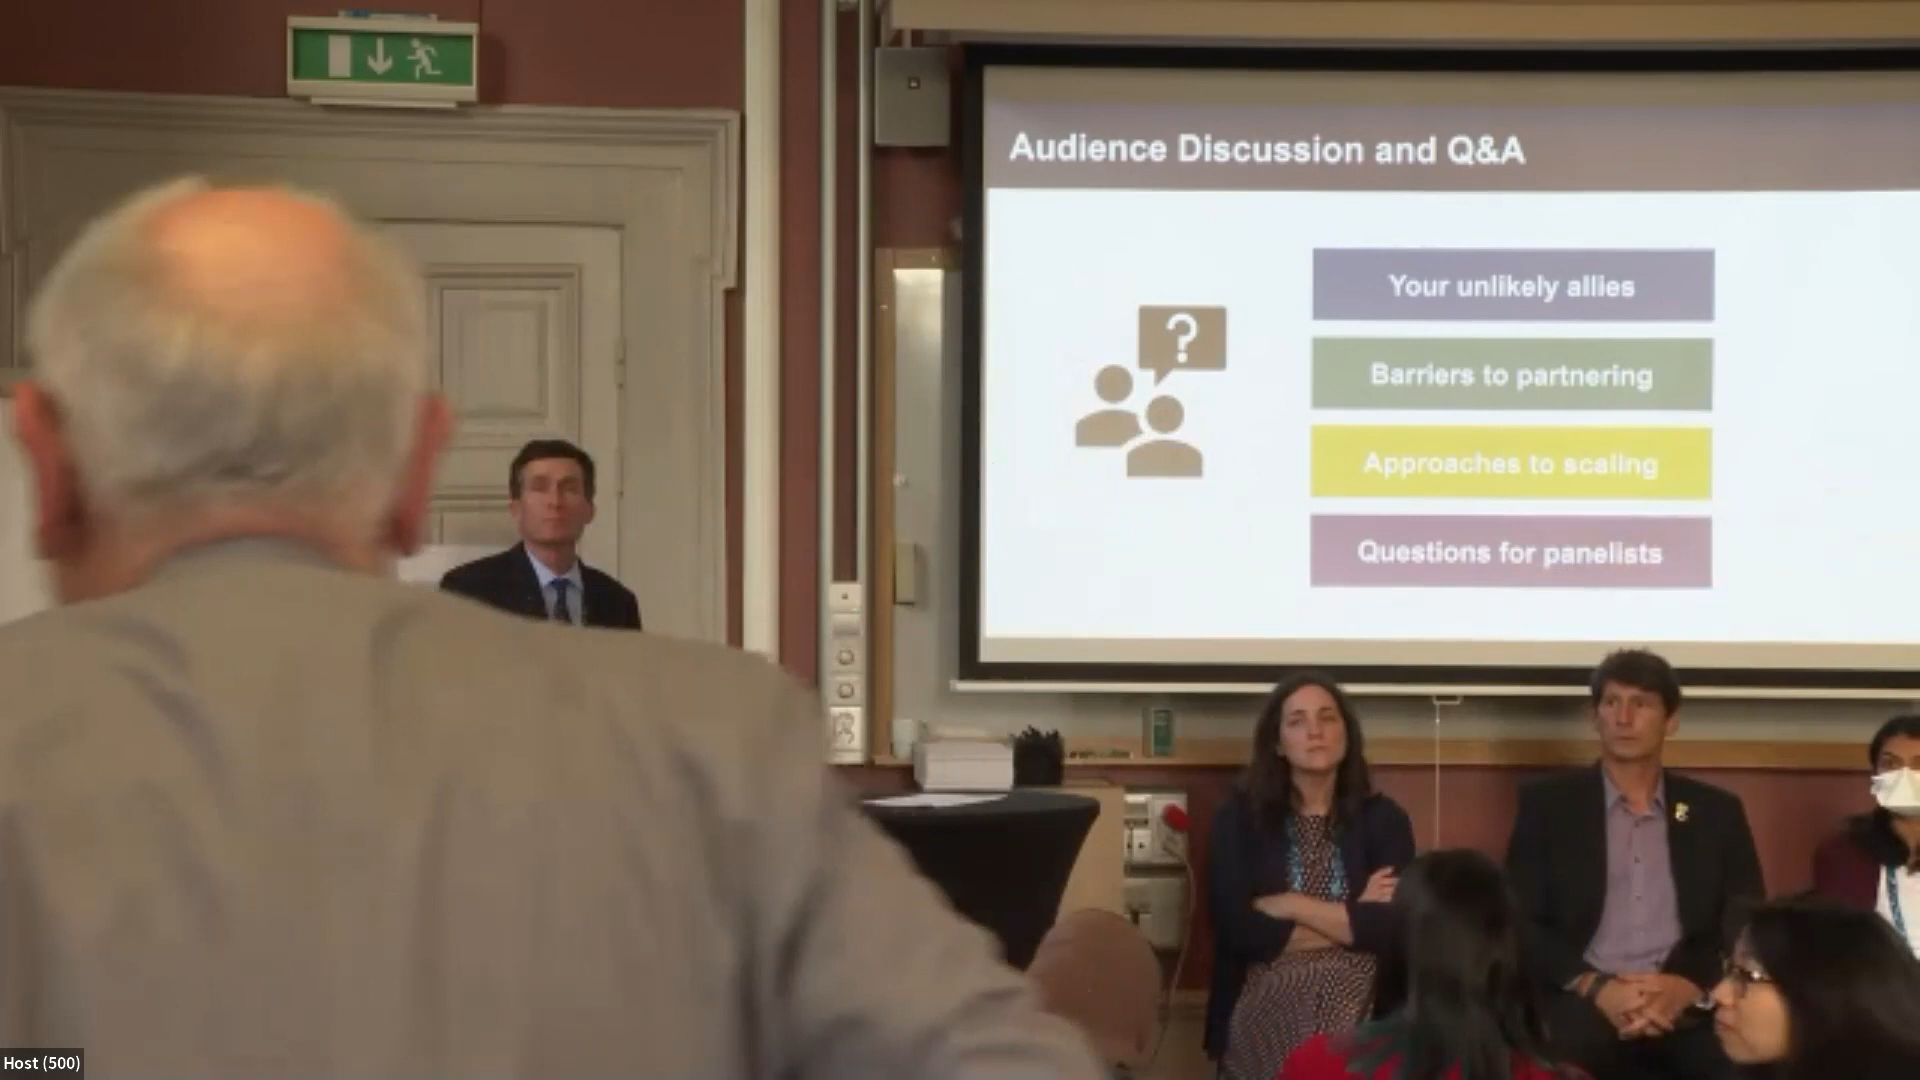 Audience Discussion and Q&A
?
Your unlikely allies
Barriers to partnering
Approaches to scaling
Questions for panelists
Host (500)